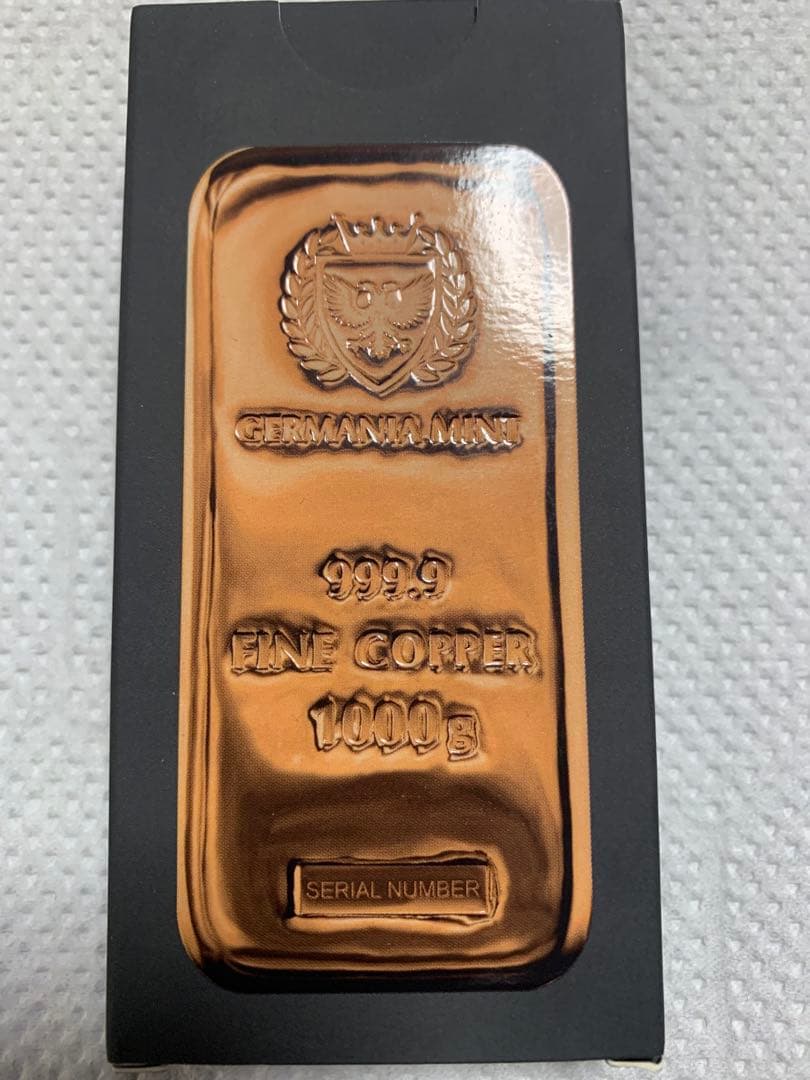 GERMANIA MINT
999.9
FINE COPPER
1000g
SERIAL NUMBER